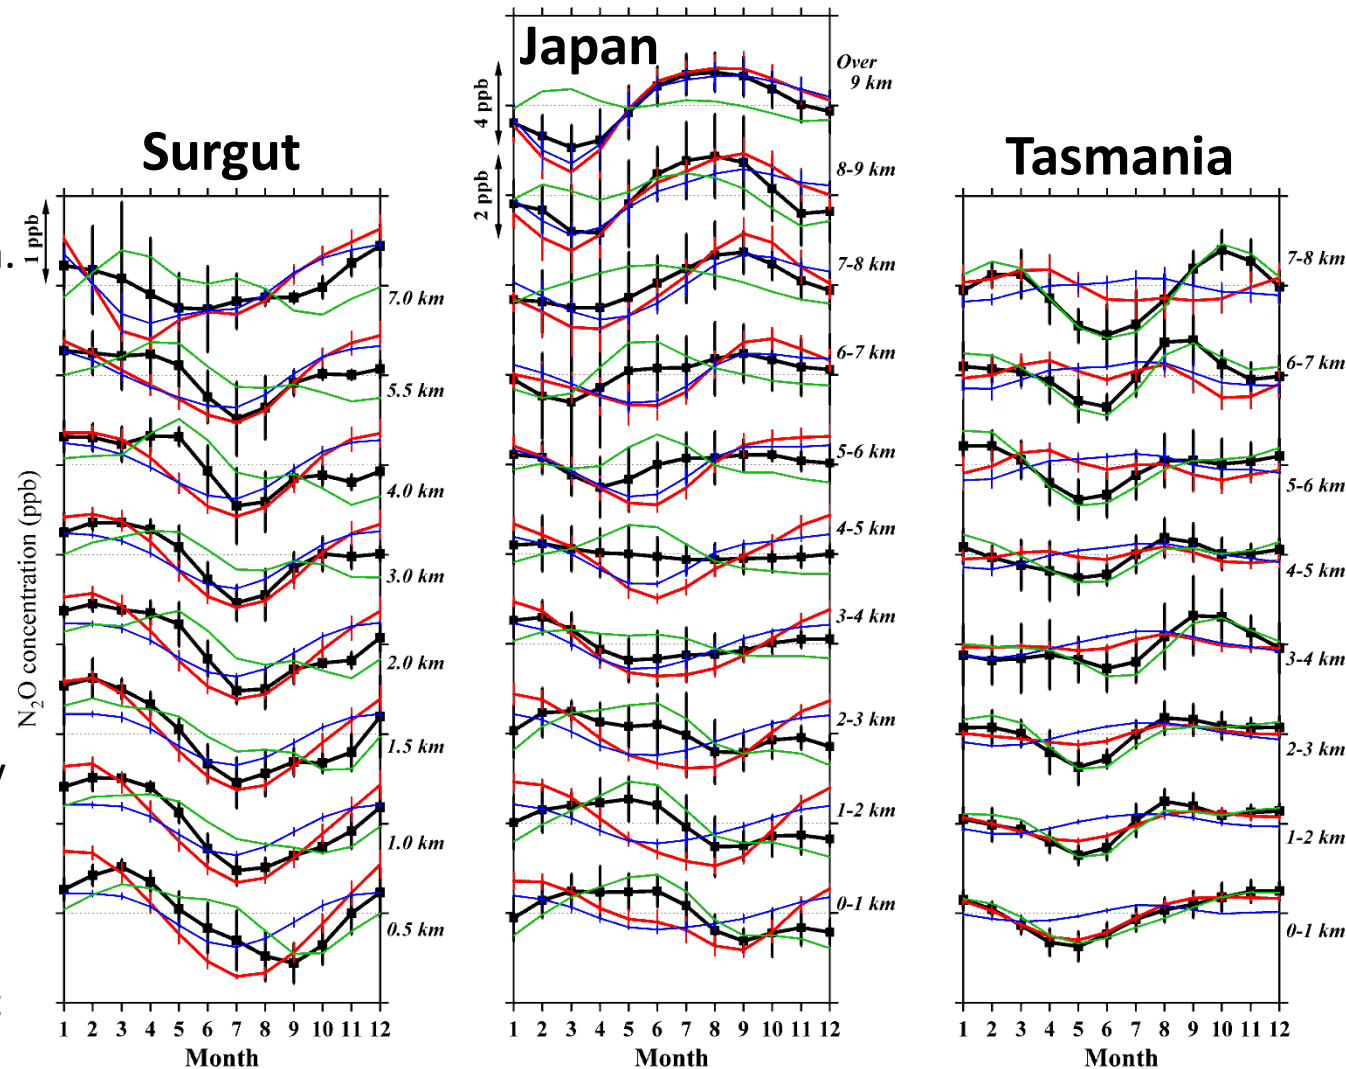 Surgut
1 ppb
7.0 km
5.5 km
4.0 km
3.0 km
2.0 km
1.5 km
1.0 km
0.5 km
N2O concentration (ppb)
1 2 3 4 5 6 7 8 9 10 11 12
Month
Japan
4 ppb
2 ppb
Over
9 km
8-9 km
7-8 km
6-7 km
5-6 km
4-5 km
3-4 km
2-3 km
1-2 km
0-1 km
1 2 3 4 5 6 7 8 9 10 11 12
Month
Tasmania
7-8 km
6-7 km
5-6 km
4-5 km
3-4 km
2-3 km
1-2 km
0-1 km
1 2 3 4 5 6 7 8 9 10 11 12
Month